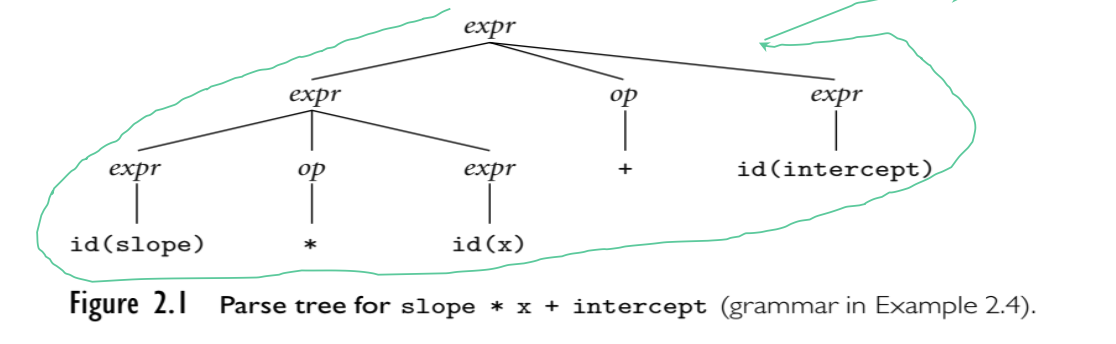 expr
expr op expr
expr op expr + id(intercept)
id(slope) * id(x)
Figure 2.1 Parse tree for slope * x + intercept (grammar in Example 2.4).